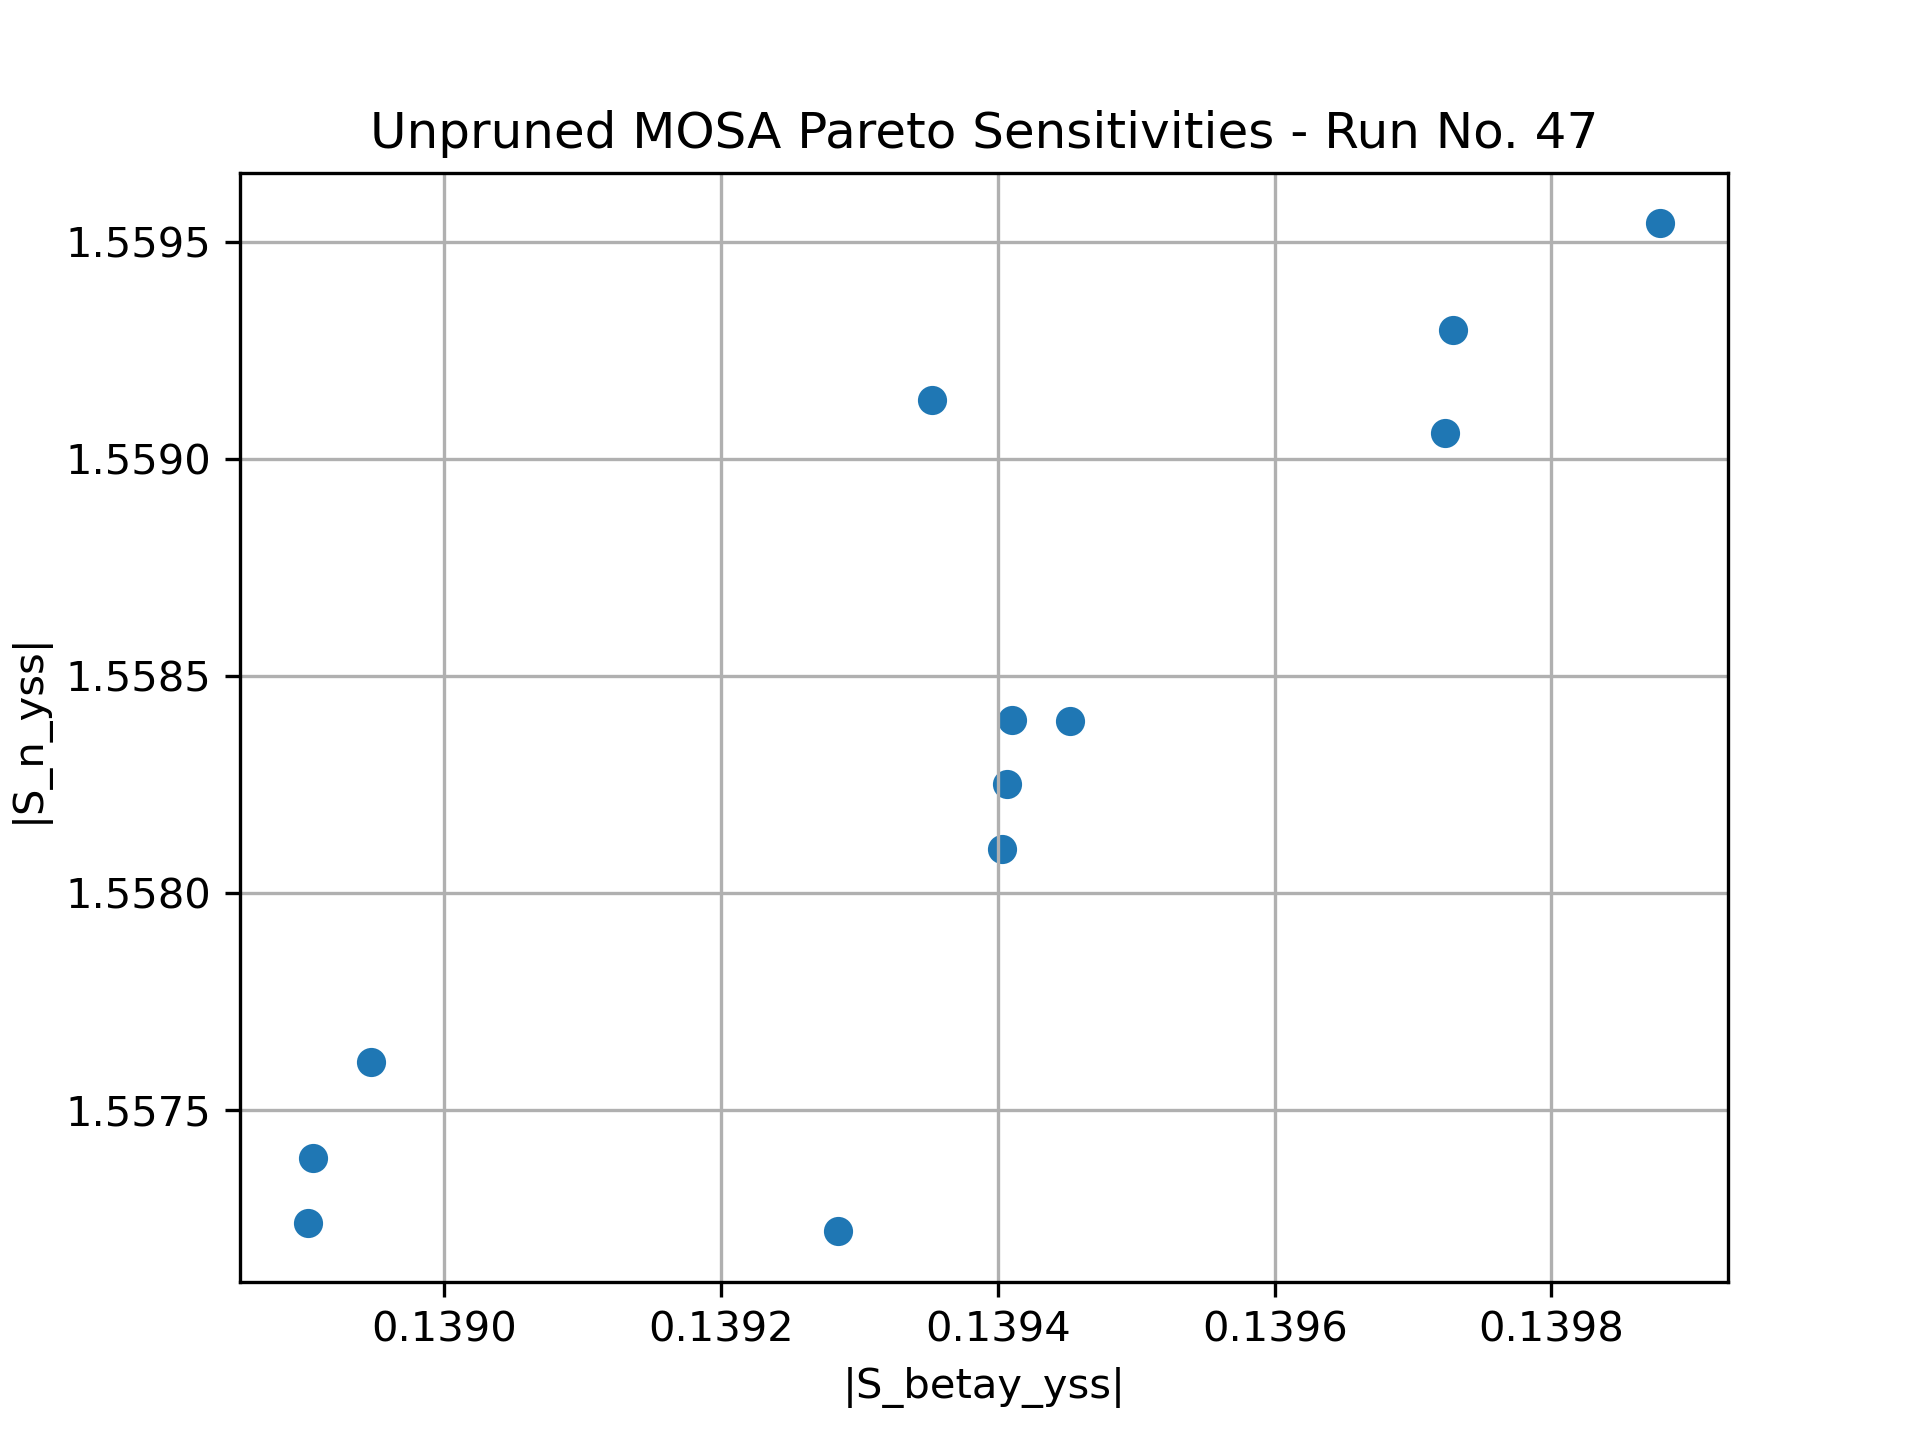 Unpruned MOSA Pareto Sensitivities - Run No. 47
1.5595
1.5590
1.5585
1.5580
1.5575
|S_n_yss|
0.1390 0.1392 0.1394 0.1396 0.1398
|S_betay_yss|